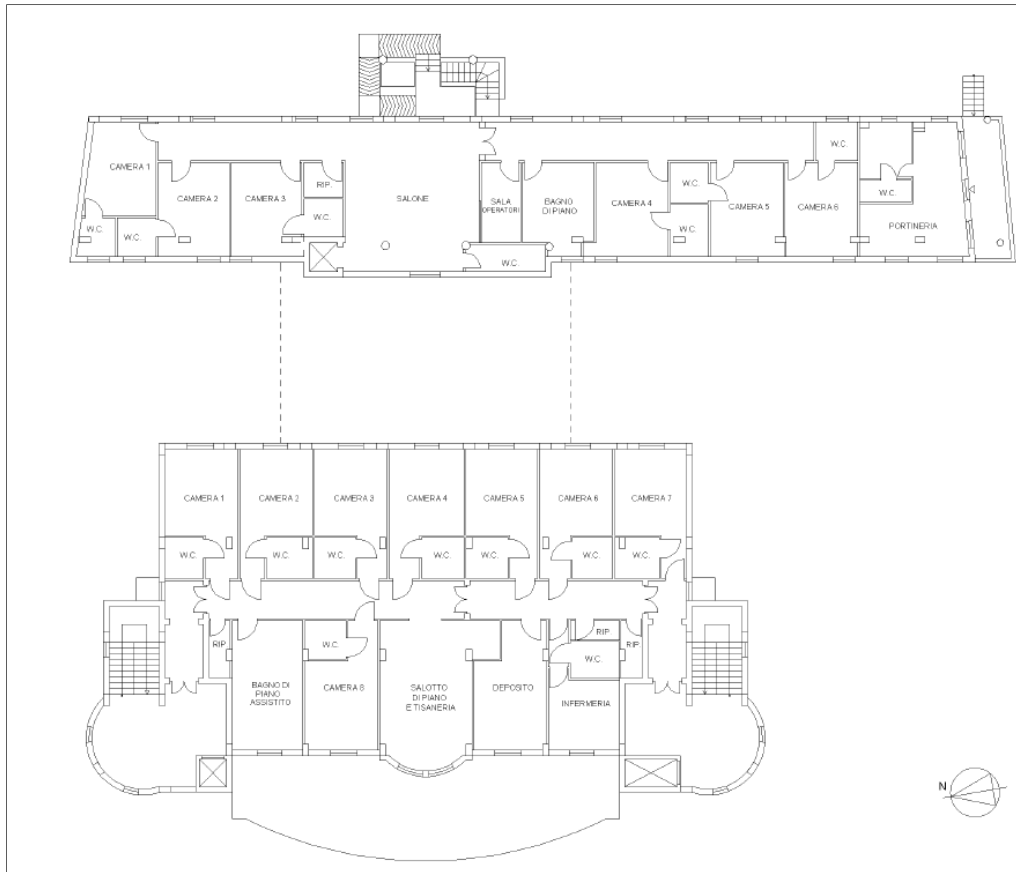 W.C.
CAMERA 1
RIP.
W.C.
CAMERA 2
CAMERA 3
SALONE
SALA
OPERATORI
BAGNO
DI PIANO
CAMERA 4
W.C.
CAMERA 5
CAMERA 6
W.C.
W.C.
W.C.
W.C.
W.C.
PORTINERIA
W.C.
CAMERA 1
CAMERA 2
CAMERA 3
CAMERA 4
CAMERA 5
CAMERA 6
CAMERA 7
W.C.
W.C.
W.C.
W.C.
W.C.
W.C.
W.C.
RIP.
W.C.
RIP.
RIP.
W.C.
BAGNO DI
PIANO
ASSISTITO
CAMERA 8
SALOTTO
DI PIANO
E TISANERIA
DEPOSITO
INFERMERIA
N